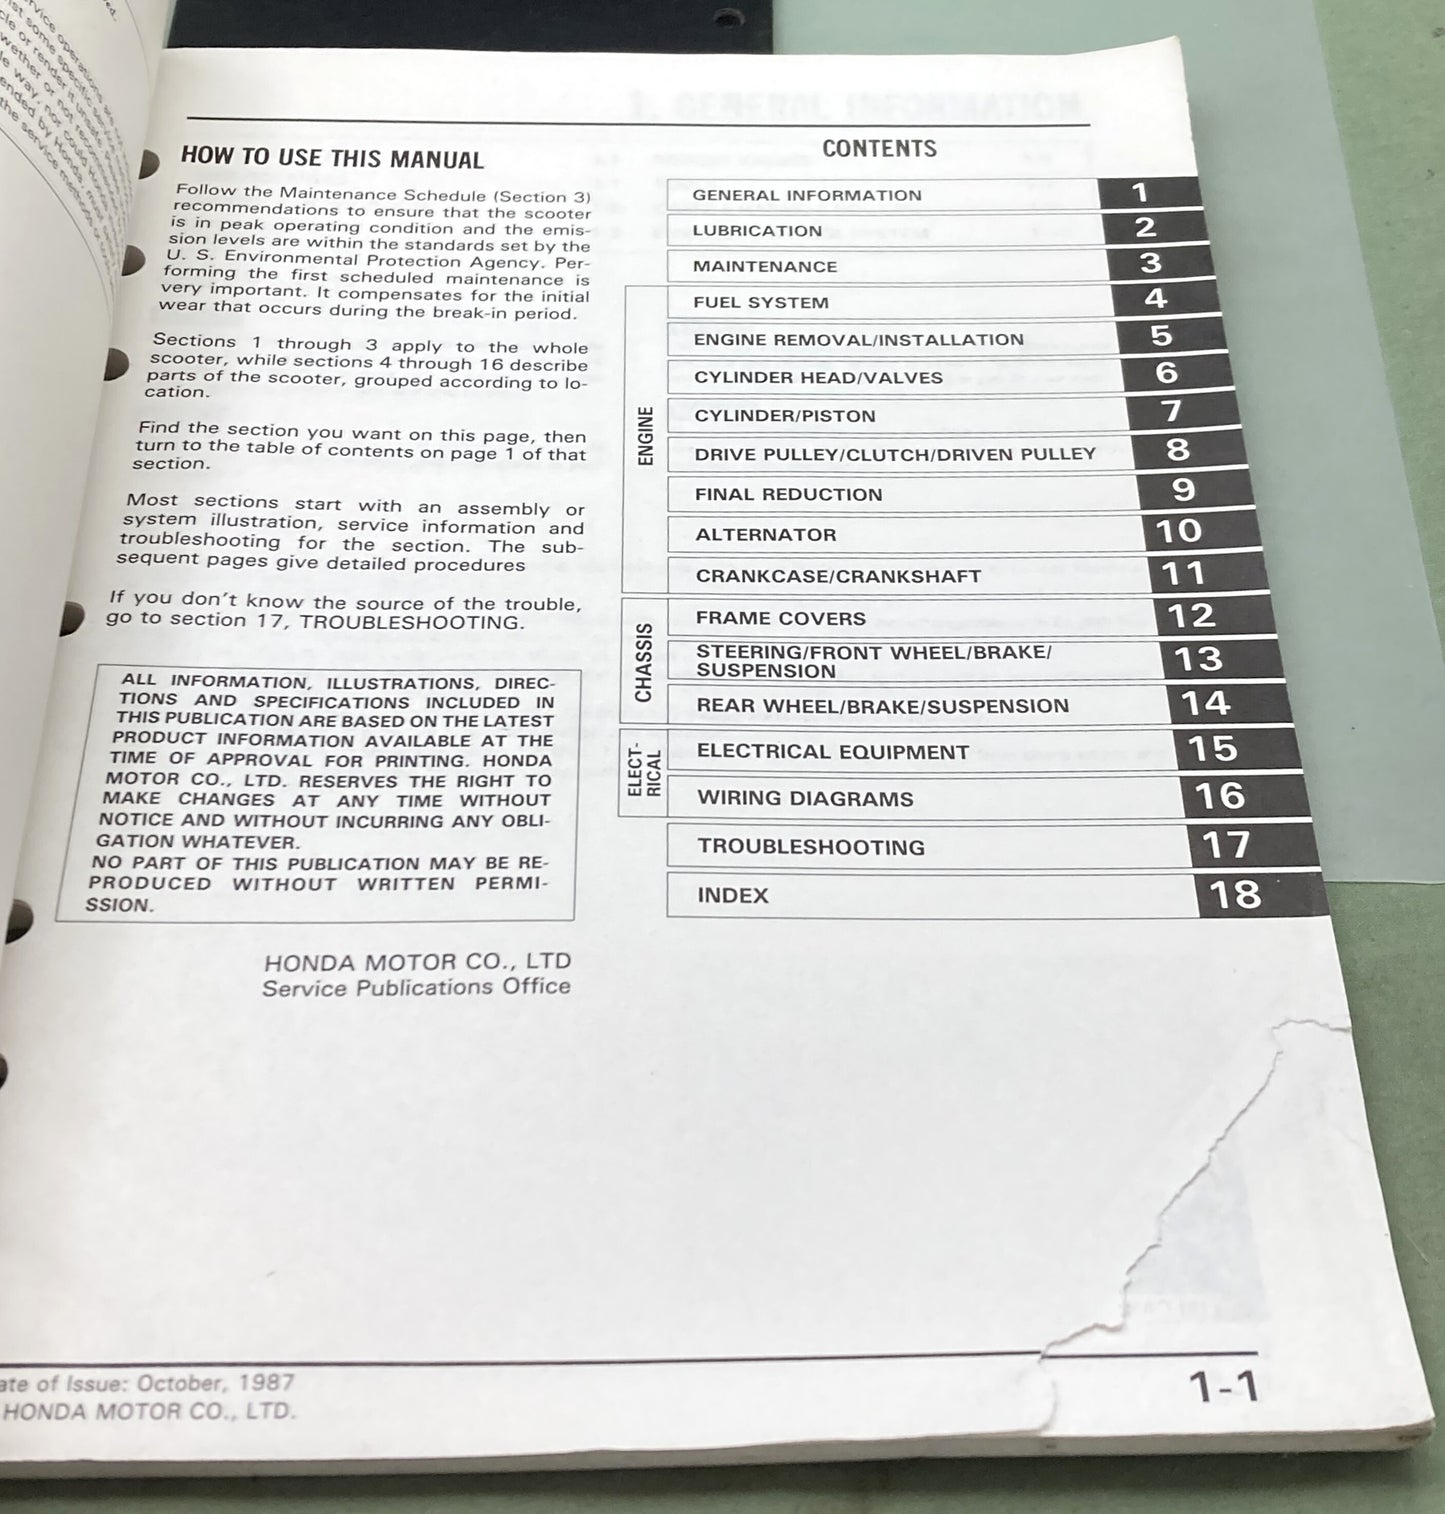 HOW TO USE THIS MANUAL
Follow the Maintenance Schedule (Section 3)
recommendations to ensure that the scooter
is in peak operating condition and the emis-
sion levels are within the standards set by the
U. S. Environmental Protection Agency. Per-
forming the first scheduled maintenance is
very important. It compensates for the initial
wear that occurs during the break-in period.
Sections 1 through 3 apply to the whole
scooter, while sections 4 through 16 describe
parts of the scooter, grouped according to lo-
cation.
Find the section you want on this page, then
turn to the table of contents on page 1 of that
section.
Most sections start with an assembly or
system illustration, service information and
troubleshooting for the section. The sub-
sequent pages give detailed procedures
If you don't know the source of the trouble,
go to section 17, TROUBLESHOOTING.
ALL INFORMATION, ILLUSTRATIONS, DIREC-
TIONS AND SPECIFICATIONS INCLUDED IN
THIS PUBLICATION ARE BASED ON THE LATEST
PRODUCT INFORMATION AVAILABLE AT THE
TIME OF APPROVAL FOR PRINTING. HONDA
MOTOR CO., LTD. RESERVES THE RIGHT TO
MAKE CHANGES AT ANY TIME WITHOUT
NOTICE AND WITHOUT INCURRING ANY OBLI-
GATION WHATEVER.
NO PART OF THIS PUBLICATION MAY BE RE-
PRODUCED WITHOUT WRITTEN PERMI-
SSION.
HONDA MOTOR CO., LTD
Service Publications Office
CONTENTS
GENERAL INFORMATION 1
LUBRICATION 2
MAINTENANCE 3
ENGINE
FUEL SYSTEM 4
ENGINE REMOVAL/INSTALLATION 5
CYLINDER HEAD/VALVES 6
CYLINDER/PISTON 7
DRIVE PULLEY/CLUTCH/DRIVEN PULLEY 8
FINAL REDUCTION 9
ALTERNATOR 10
CRANKCASE/CRANKSHAFT 11
CHASSIS
FRAME COVERS 12
STEERING/FRONT WHEEL/BRAKE/
SUSPENSION 13
REAR WHEEL/BRAKE/SUSPENSION 14
ELECT-
RICAL
ELECTRICAL EQUIPMENT 15
WIRING DIAGRAMS 16
TROUBLESHOOTING 17
INDEX 18
ate of Issue: October, 1987
HONDA MOTOR CO., LTD.
1-1